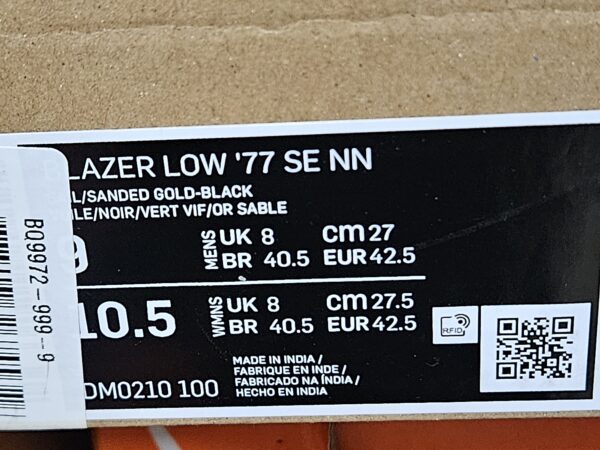 LAZER LOW '77 SE NN
L/SANDED GOLD-BLACK
ILE/NOIR/VERT VIF/OR SABLE
9 MENS UK 8 cm 27
BR 40.5 EUR 42.5
10.5 WMNS UK 8 cm 27.5
BR 40.5 EUR 42.5
RFID
DM0210 100
MADE IN INDIA /
FABRIQUE EN INDE /
FABRICADO NA ÍNDIA /
HECHO EN INDIA
BQ9972-999-9